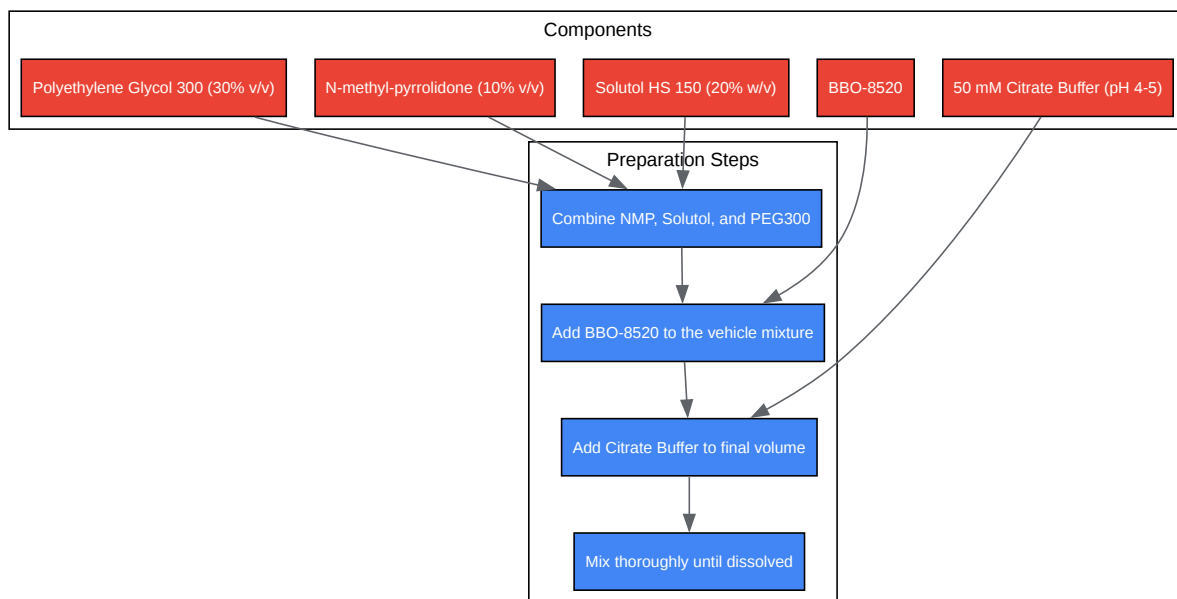 Components
Polyethylene Glycol 300 (30% v/v)
N-methyl-pyrrolidone (10% v/v)
Solutol HS 150 (20% w/v)
BBO-8520
50 mM Citrate Buffer (pH 4-5)
Preparation Steps
Combine NMP, Solutol, and PEG300
Add BBO-8520 to the vehicle mixture
Add Citrate Buffer to final volume
Mix thoroughly until dissolved